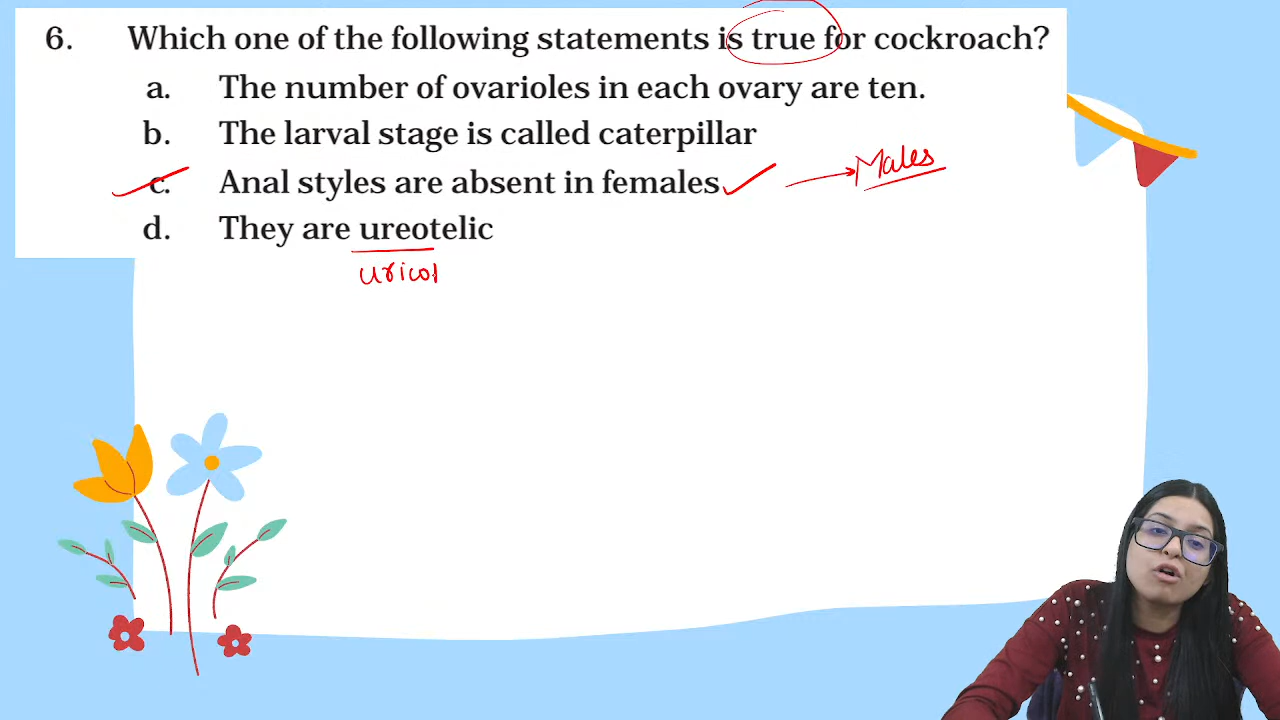 6. Which one of the following statements is true for cockroach?
a. The number of ovarioles in each ovary are ten.
b. The larval stage is called caterpillar
c. Anal styles are absent in females
Males
d. They are ureotelic
uricol